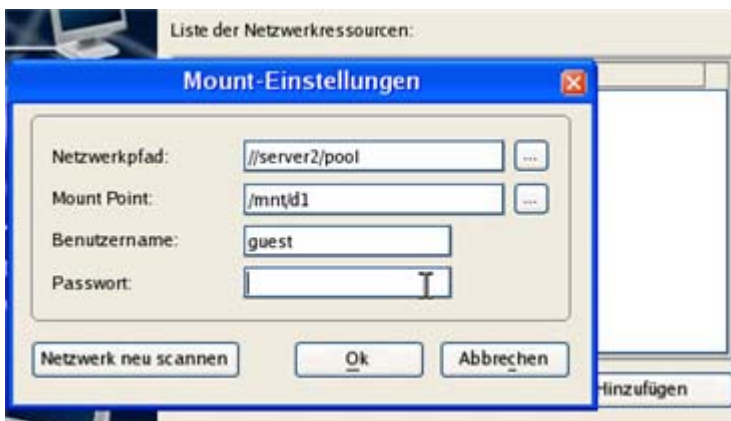 Liste der Netzwerkressourcen:
Mount-Einstellungen
Netzwerkpfad: //server2/pool ...
Mount Point: /mnt/d1 ...
Benutzername: guest
Passwort:
Netzwerk neu scannen Ok Abbrechen
Hinzufügen